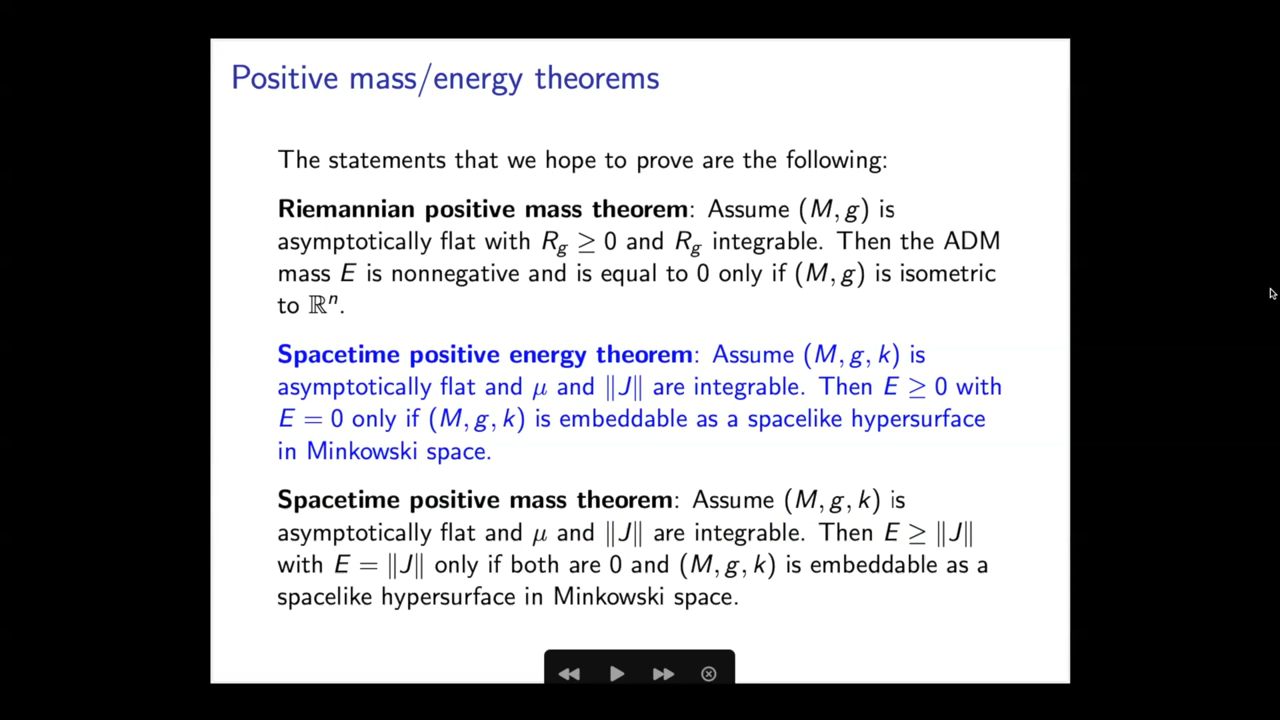 Positive mass/energy theorems
The statements that we hope to prove are the following:
Riemannian positive mass theorem: Assume (M, g) is
asymptotically flat with R_g ≥ 0 and R_g integrable. Then the ADM
mass E is nonnegative and is equal to 0 only if (M, g) is isometric
to ℝⁿ.
Spacetime positive energy theorem: Assume (M, g, k) is
asymptotically flat and μ and ‖J‖ are integrable. Then E ≥ 0 with
E = 0 only if (M, g, k) is embeddable as a spacelike hypersurface
in Minkowski space.
Spacetime positive mass theorem: Assume (M, g, k) is
asymptotically flat and μ and ‖J‖ are integrable. Then E ≥ ‖J‖
with E = ‖J‖ only if both are 0 and (M, g, k) is embeddable as a
spacelike hypersurface in Minkowski space.